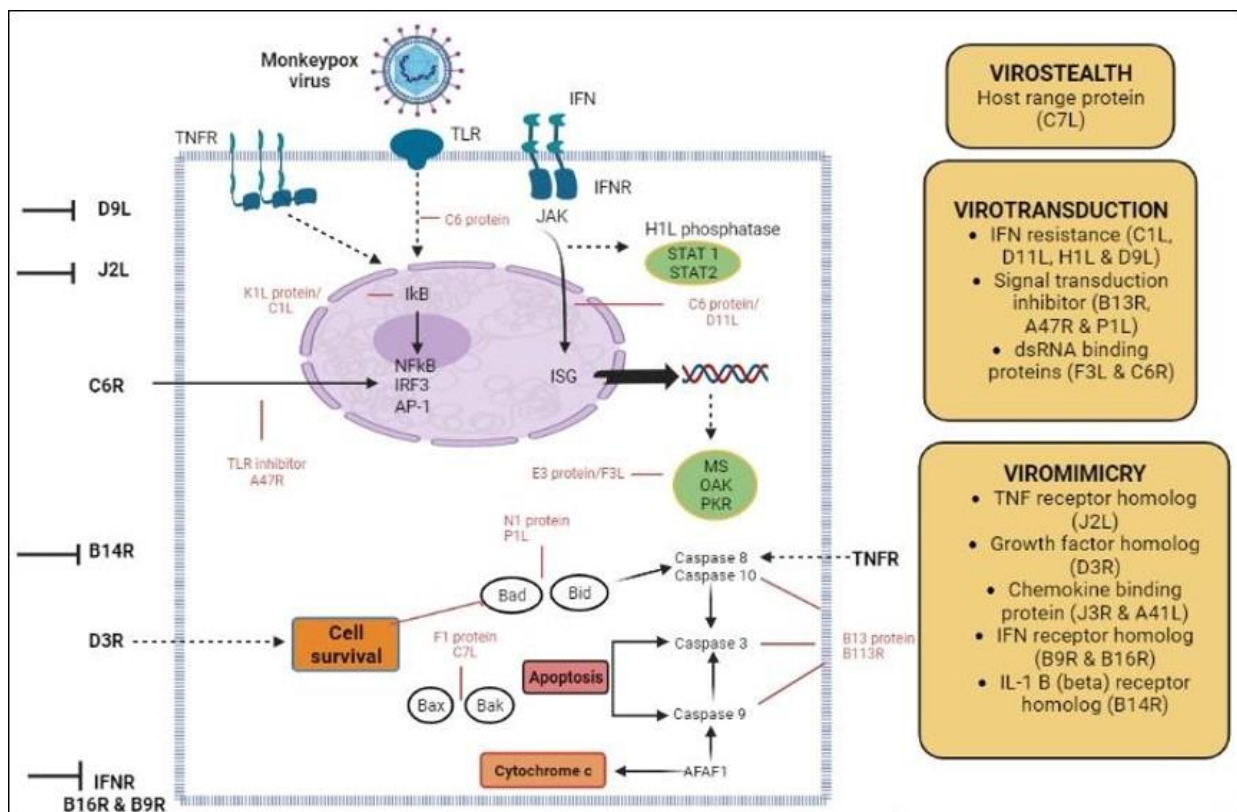 Monkeypox
virus
TNFR
TLR
IFN
IFNR
JAK
C6 protein
H1L phosphatase
STAT 1
STAT2
D9L
J2L
K1L protein/
C1L
IkB
C6 protein/
D11L
C6R
NFkB
IRF3
AP-1
ISG
TLR inhibitor
A47R
E3 protein/F3L
MS
OAK
PKR
N1 protein
P1L
B14R
Caspase 8
Caspase 10
TNFR
Bad
Bid
D3R
Cell
survival
F1 protein
C7L
Caspase 3
B13 protein
B113R
Apoptosis
Bax
Bak
Caspase 9
Cytochrome c
AFAF1
IFNR
B16R & B9R
VIROSTEALTH
Host range protein
(C7L)
VIROTRANSDUCTION
• IFN resistance (C1L,
D11L, H1L & D9L)
• Signal transduction
inhibitor (B13R,
A47R & P1L)
• dsRNA binding
proteins (F3L & C6R)
VIROMIMICRY
• TNF receptor homolog
(J2L)
• Growth factor homolog
(D3R)
• Chemokine binding
protein (J3R & A41L)
• IFN receptor homolog
(B9R & B16R)
• IL-1 B (beta) receptor
homolog (B14R)